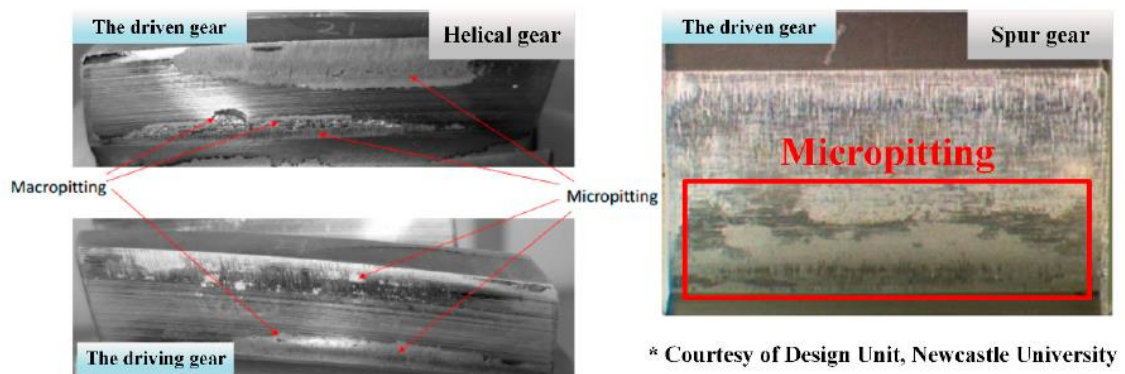 The driven gear
Helical gear
21
Macropitting
Micropitting
The driving gear
The driven gear
Spur gear
Micropitting
* Courtesy of Design Unit, Newcastle University